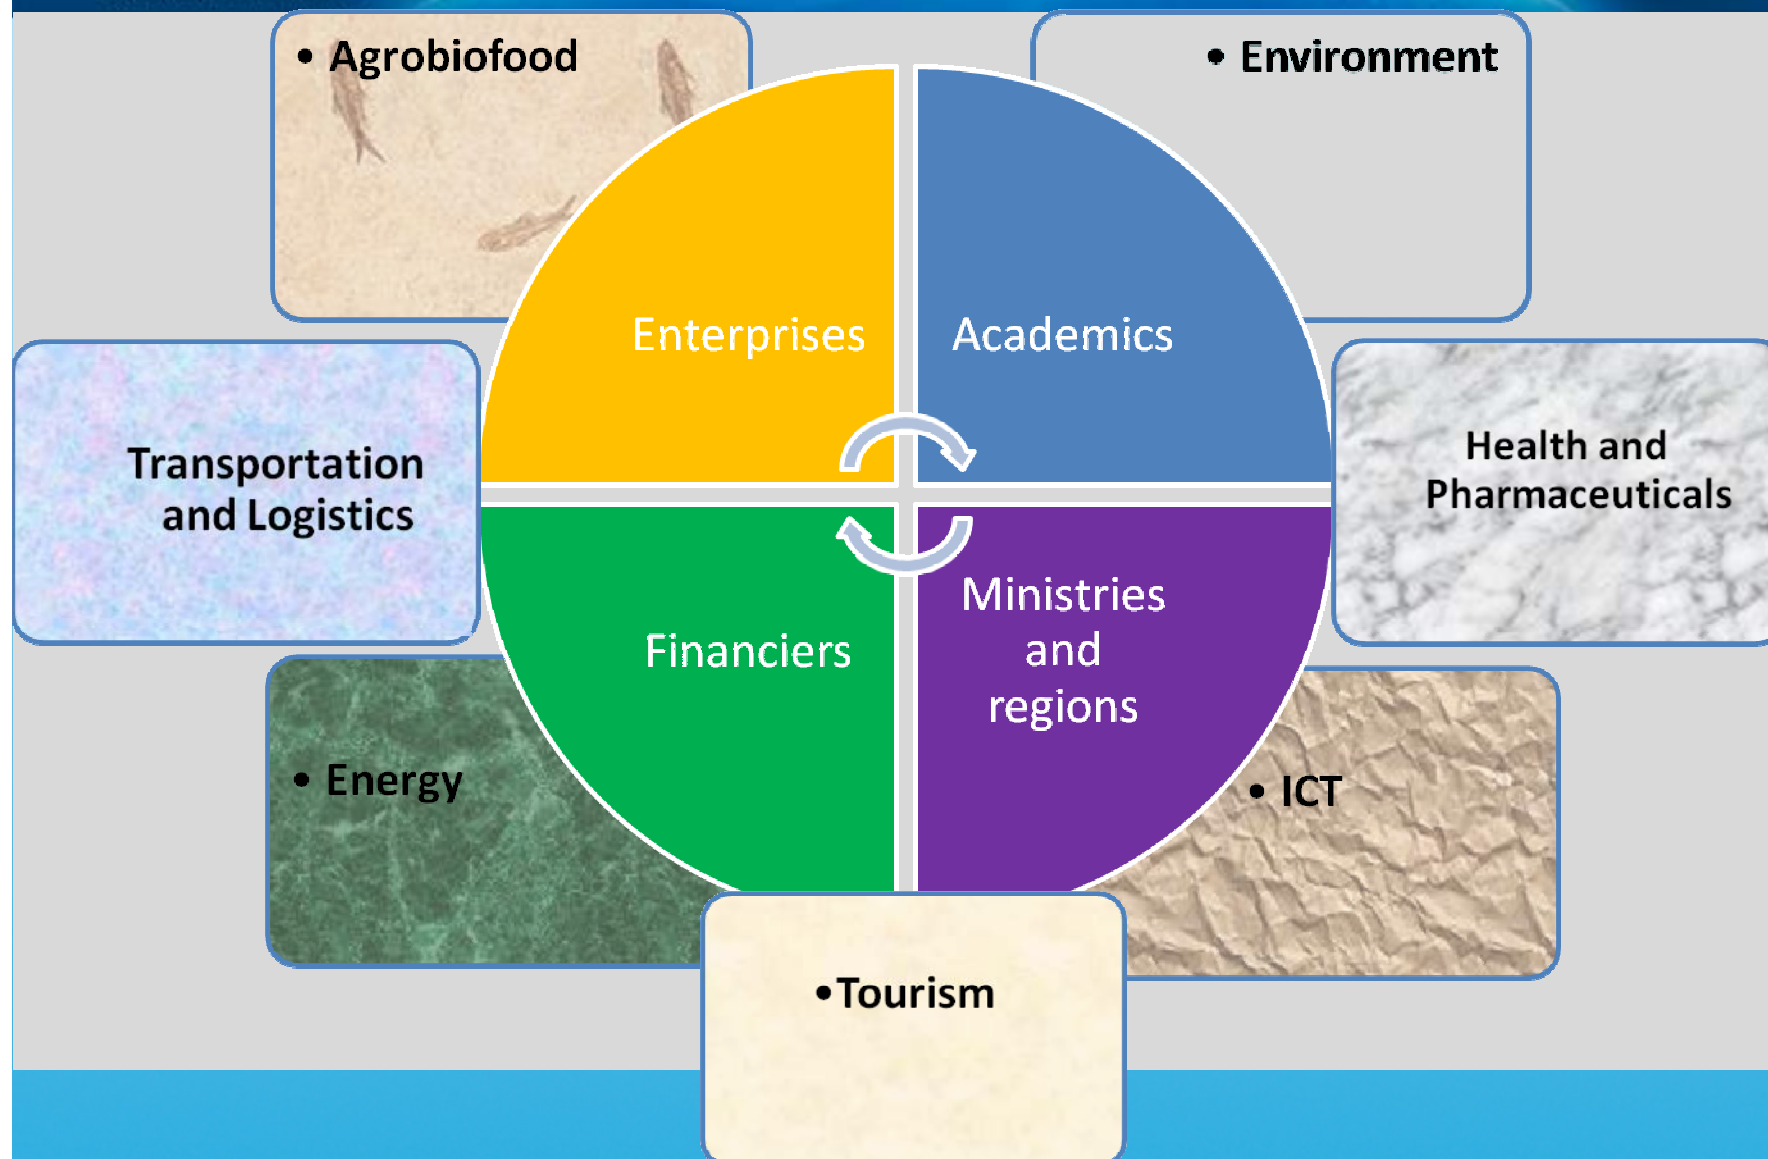 • Agrobiofood
• Environment
Enterprises
Academics
Transportation
and Logistics
Health and
Pharmaceuticals
Financiers
Ministries
and
regions
• Energy
• ICT
•Tourism